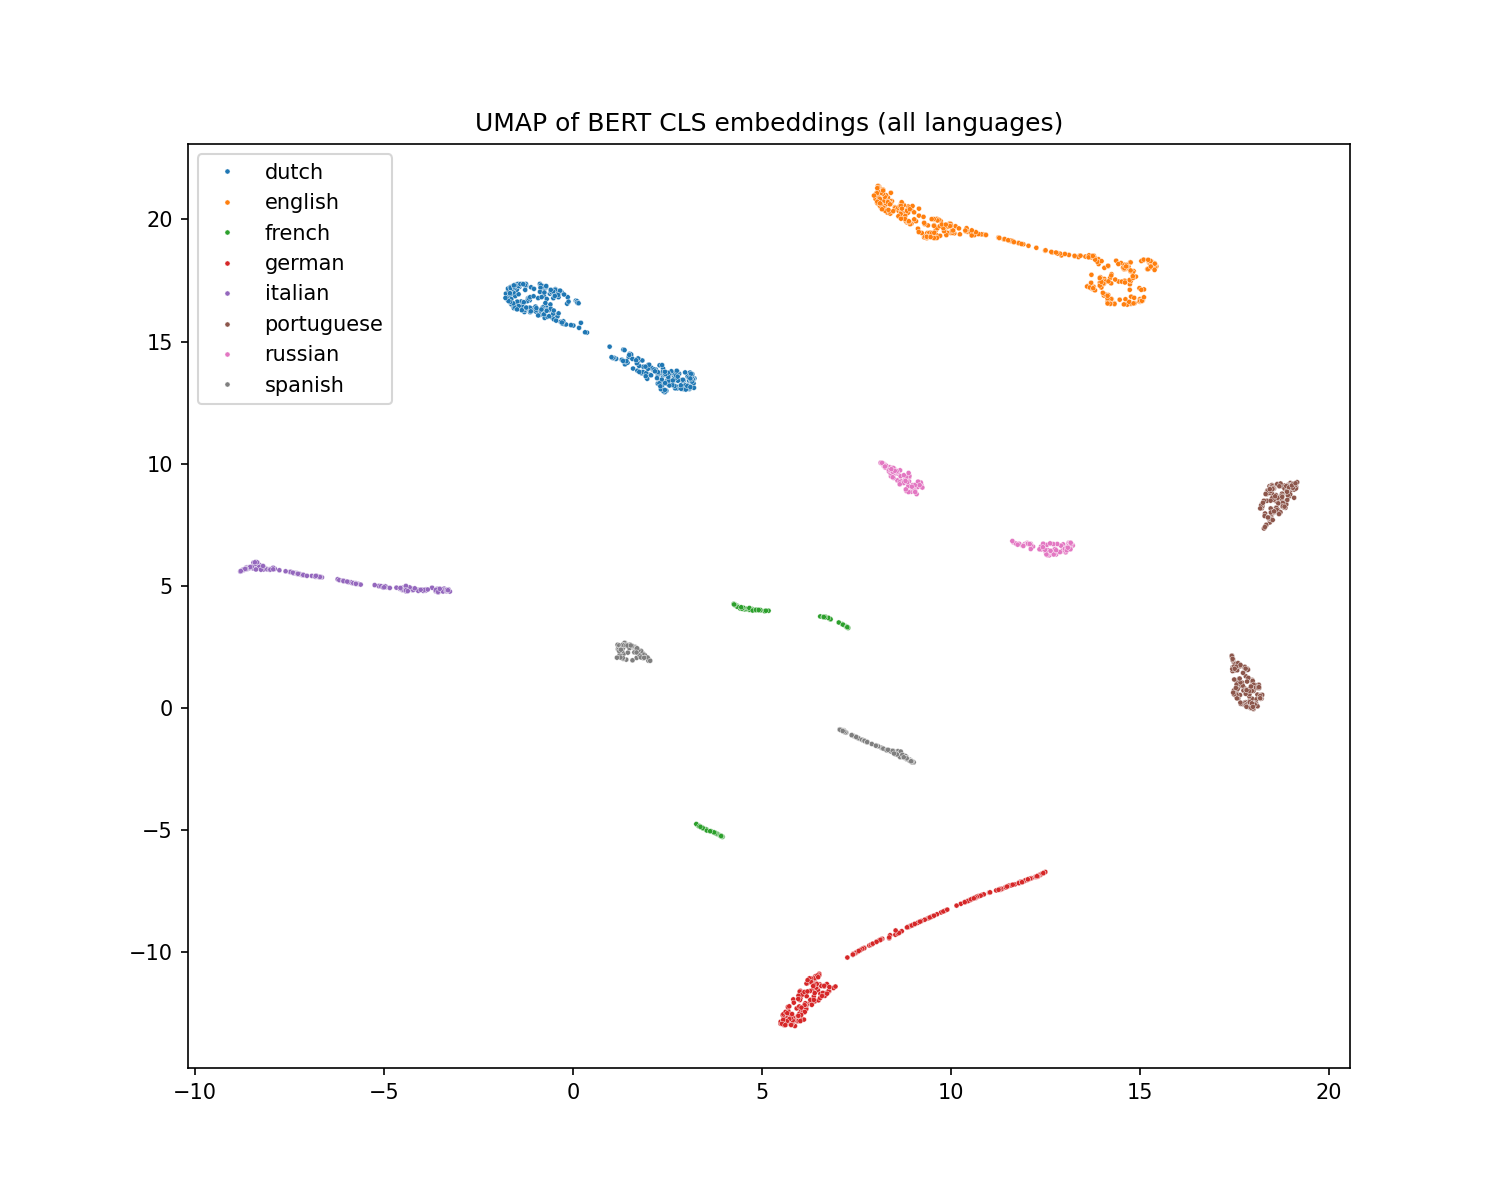 UMAP of BERT CLS embeddings (all languages)
dutch
english
french
german
italian
portuguese
russian
spanish
20
15
10
5
0
−5
−10
−10
−5
0
5
10
15
20